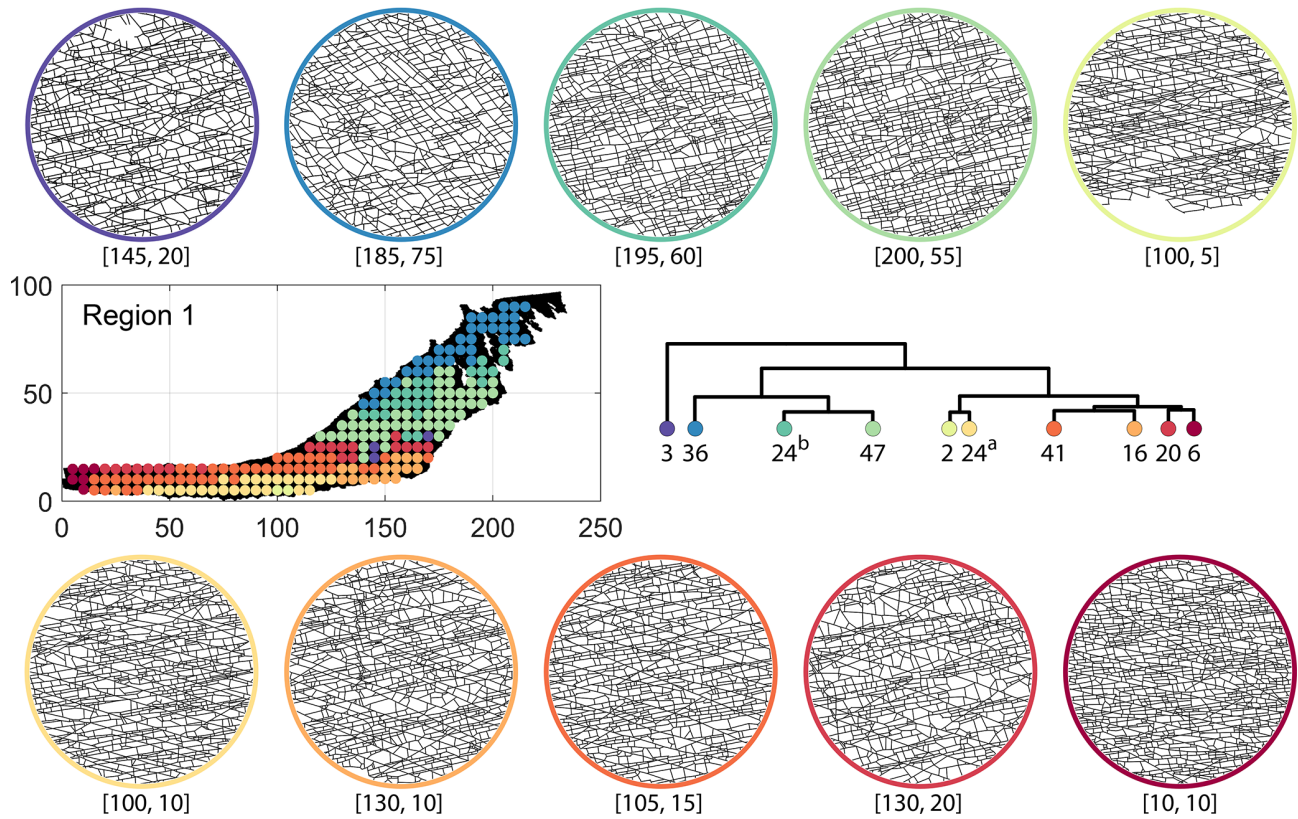 [145, 20] [185, 75] [195, 60] [200, 55] [100, 5]
100
Region 1
50
0
0 50 100 150 200 250
3 36 24b 47 2 24a 41 16 20 6
[100, 10] [130, 10] [105, 15] [130, 20] [10, 10]